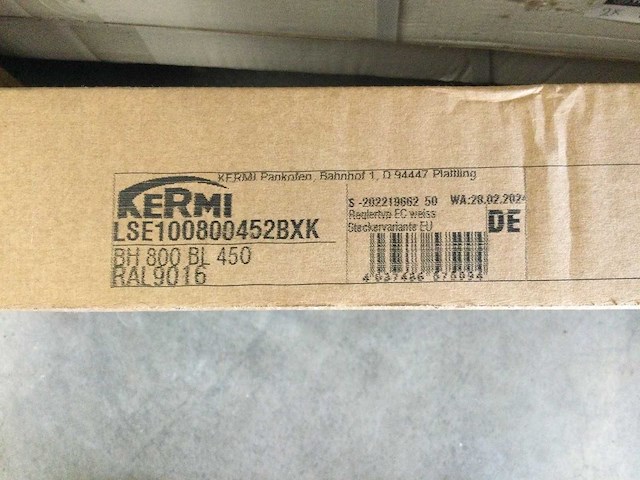 2x
KERMI Pankofen, Bahnhof 1, D 94447 Plattling
KERMI
LSE100800452BXK
BH 800 BL 450
RAL9016
S -202219662 50 WA:28.02.2024
Reglertyp EC weiss
Steckervariante EU
DE